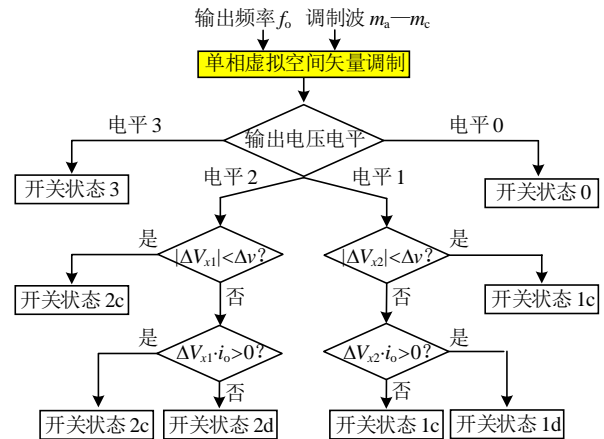 输出频率 fo 调制波 ma—mc
单相虚拟空间矢量调制
电平3
输出电压电平
电平0
开关状态3
电平2
电平1
开关状态0
是
|ΔVx1|<Δv?
|ΔVx2|<Δv?
是
开关状态2c
否
否
开关状态1c
是
ΔVx1·io>0?
ΔVx2·io>0?
是
否
否
开关状态2c
开关状态2d
开关状态1c
开关状态1d